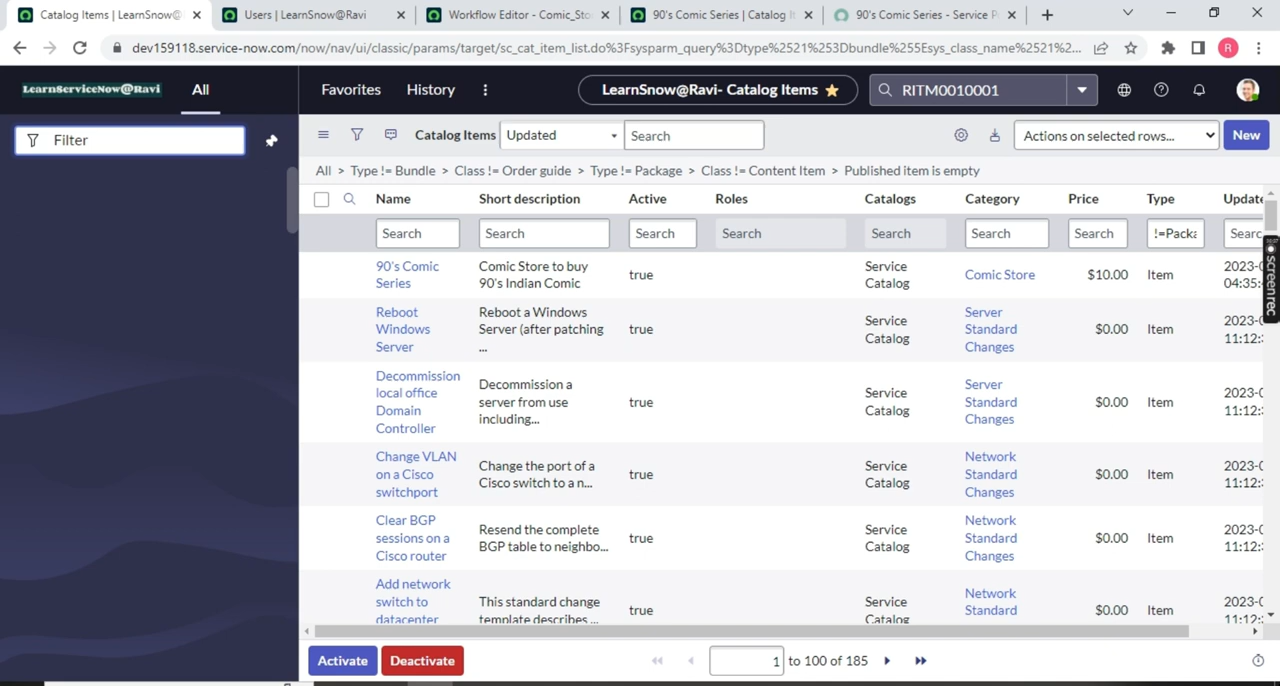 Catalog Items | LearnSnow@
Users | LearnSnow@Ravi
Workflow Editor - Comic_Sto
90's Comic Series | Catalog I
90's Comic Series - Service P
dev159118.service-now.com/now/nav/ui/classic/params/target/sc_cat_item_list.do%3Fsysparm_query%3Dtype%2521%253Dbundle%255Esys_class_name%2521%2...
R
LearnServiceNow@Ravi
All
Favorites
History
LearnSnow@Ravi- Catalog Items
RITM0010001
Filter
Catalog Items
Updated
Search
Actions on selected rows...
New
All > Type != Bundle > Class != Order guide > Type != Package > Class != Content Item > Published item is empty
Name Short description Active Roles Catalogs Category Price Type Update
Search Search Search Search Search Search Search !=Packa Searc
90's Comic
Series
Comic Store to buy
90's Indian Comic
true
Service
Catalog
Comic Store
$10.00
Item
2023-0
04:35:
Reboot
Windows
Server
Reboot a Windows
Server (after patching
...
true
Service
Catalog
Server
Standard
Changes
$0.00
Item
2023-0
11:12:
Decommission
local office
Domain
Controller
Decommission a
server from use
including...
true
Service
Catalog
Server
Standard
Changes
$0.00
Item
2023-0
11:12:
Change VLAN
on a Cisco
switchport
Change the port of a
Cisco switch to a n...
true
Service
Catalog
Network
Standard
Changes
$0.00
Item
2023-0
11:12:
Clear BGP
sessions on a
Cisco router
Resend the complete
BGP table to neighbo...
true
Service
Catalog
Network
Standard
Changes
$0.00
Item
2023-0
11:12:
Add network
switch to
datacenter
This standard change
template describes ...
true
Service
Catalog
Network
Standard
$0.00
Item
2023-0
11:12:
screenrec
Activate
Deactivate
1 to 100 of 185